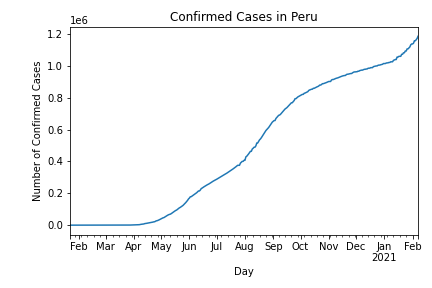 Confirmed Cases in Peru
1e6
1.2
1.0
0.8
0.6
0.4
0.2
0.0
Number of Confirmed Cases
Feb Mar Apr May Jun Jul Aug Sep Oct Nov Dec Jan Feb
2021
Day